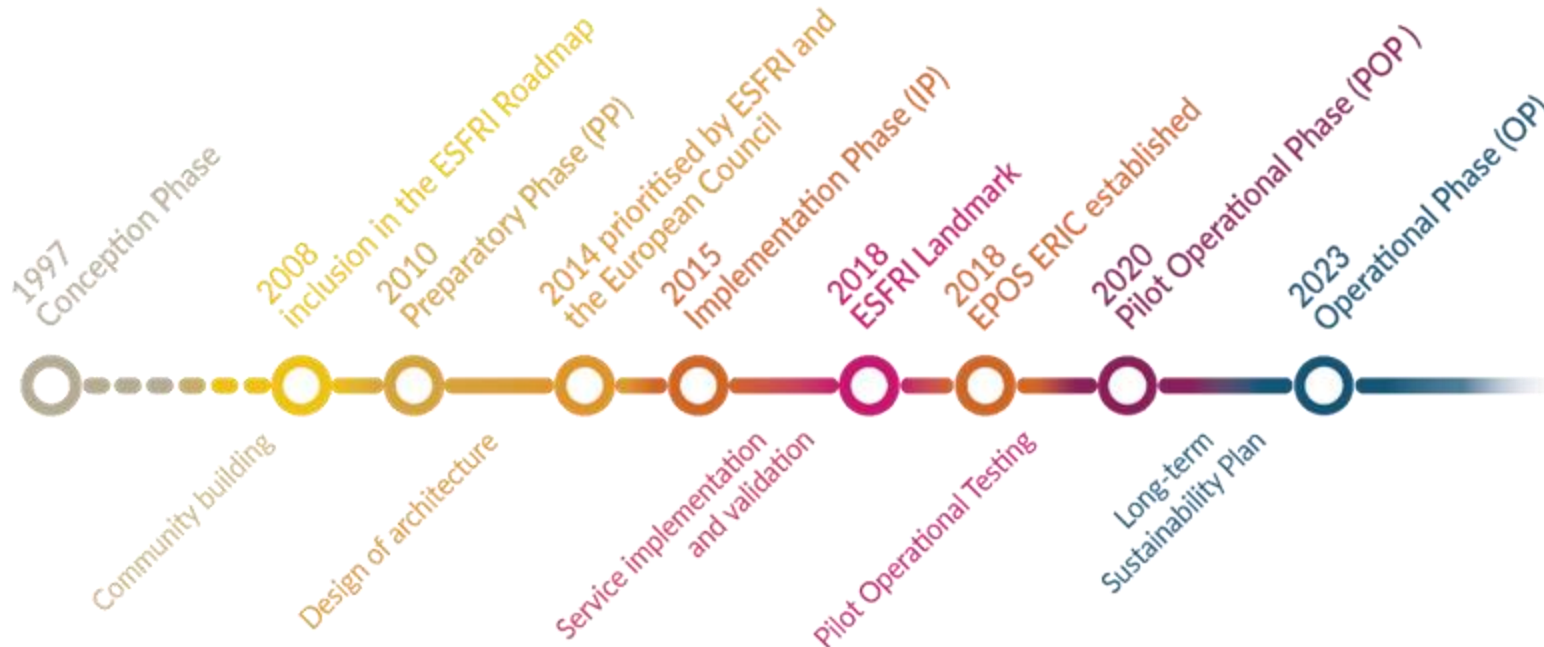 1997
Conception Phase
2008
inclusion in the ESFRI Roadmap
2010
Preparatory Phase (PP)
2014 prioritised by ESFRI and
the European Council
2015
Implementation Phase (IP)
2018
ESFRI Landmark
2018
EPOS ERIC established
2020
Pilot Operational Phase (POP )
2023
Operational Phase (OP)
Community building
Design of architecture
Service implementation
and validation
Pilot Operational Testing
Long-term
Sustainability Plan